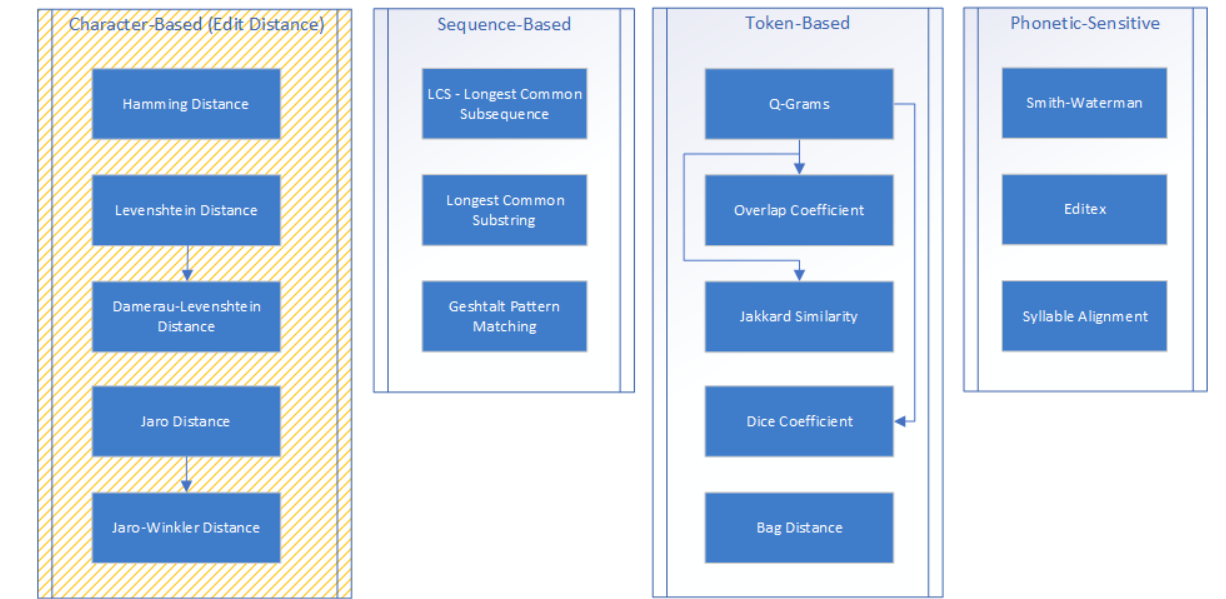 Character-Based (Edit Distance)
Hamming Distance
Levenshtein Distance
Damerau-Levenshtein
Distance
Jaro Distance
Jaro-Winkler Distance
Sequence-Based
LCS - Longest Common
Subsequence
Longest Common
Substring
Geshtalt Pattern
Matching
Token-Based
Q-Grams
Overlap Coefficient
Jakkard Similarity
Dice Coefficient
Bag Distance
Phonetic-Sensitive
Smith-Waterman
Editex
Syllable Alignment